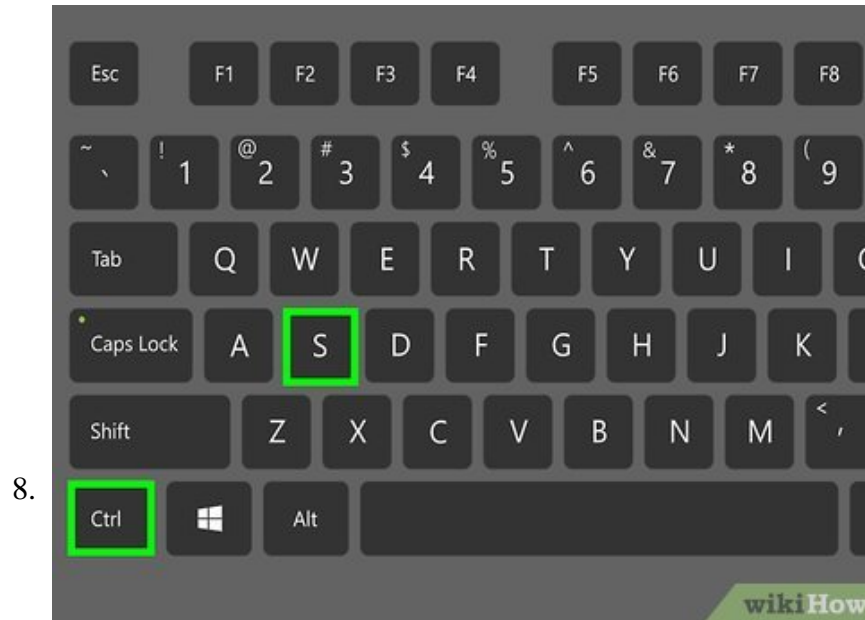 Esc F1 F2 F3 F4 F5 F6 F7 F8
~ ` ! 1 @ 2 # 3 $ 4 % 5 ^ 6 & 7 * 8 ( 9
Tab Q W E R T Y U I
Caps Lock A S D F G H J K
Shift Z X C V B N M < ,
8. Ctrl Alt
wikiHow